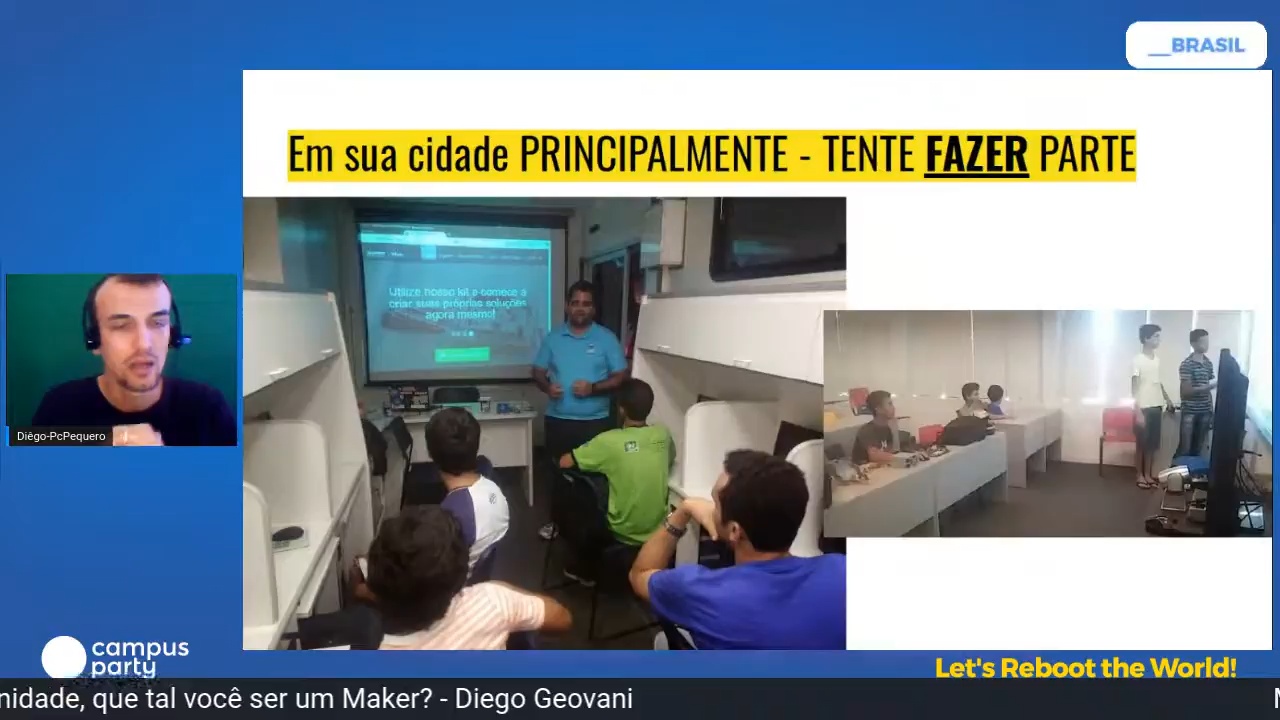 __BRASIL
Em sua cidade PRINCIPALMENTE - TENTE FAZER PARTE
Utilize nosso kit e comece a
criar suas próprias soluções
agora mesmo!
Diêgo-PcPequero
campus
party
Let's Reboot the World!
nidade, que tal você ser um Maker? - Diego Geovani